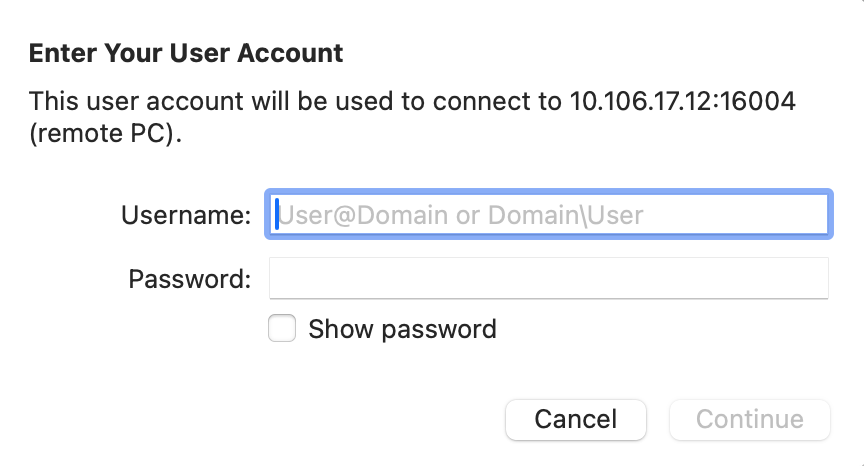 Enter Your User Account
This user account will be used to connect to 10.106.17.12:16004
(remote PC).
Username: User@Domain or Domain\User
Password:
Show password
Cancel Continue